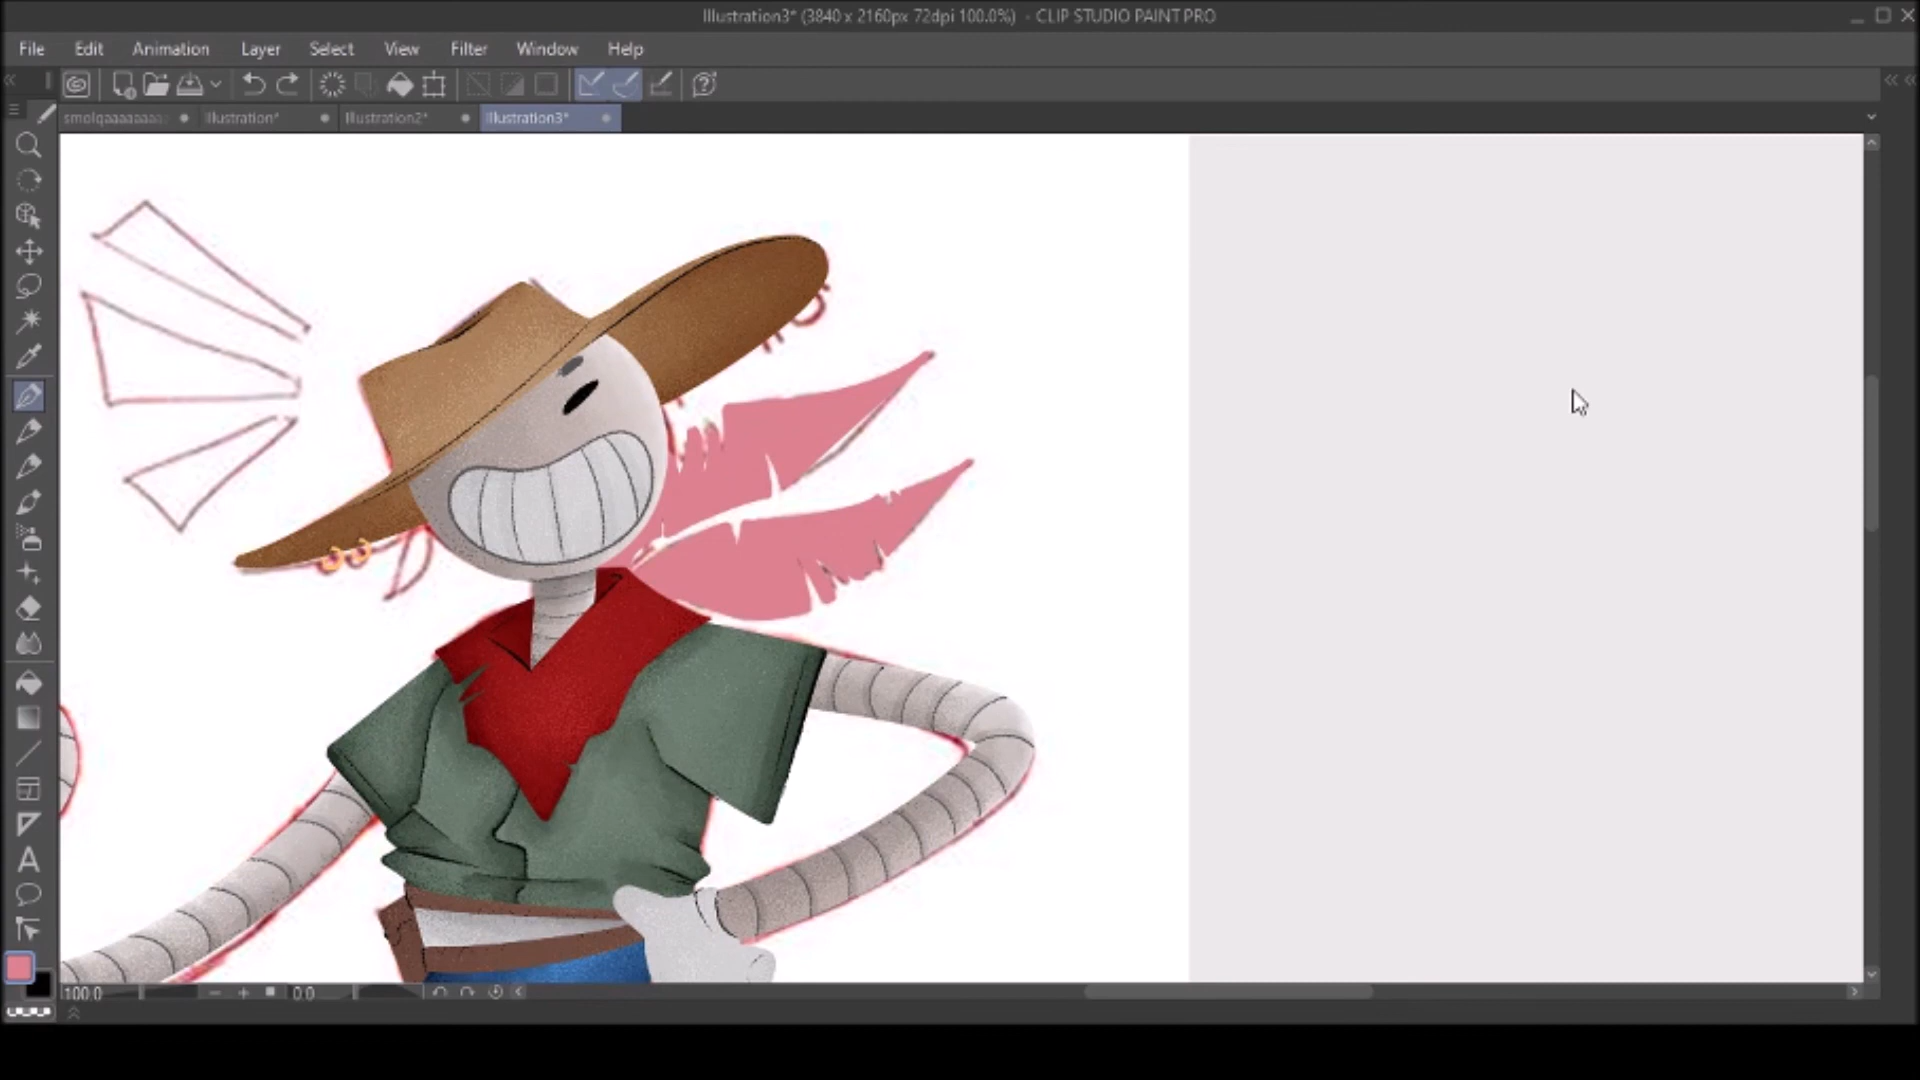 Illustration3* (3840 x 2160px 72dpi 100.0%) - CLIP STUDIO PAINT PRO
File Edit Animation Layer Select View Filter Window Help
smolqaaaaaaaa Illustration* Illustration2* Illustration3*
100.0 0.0